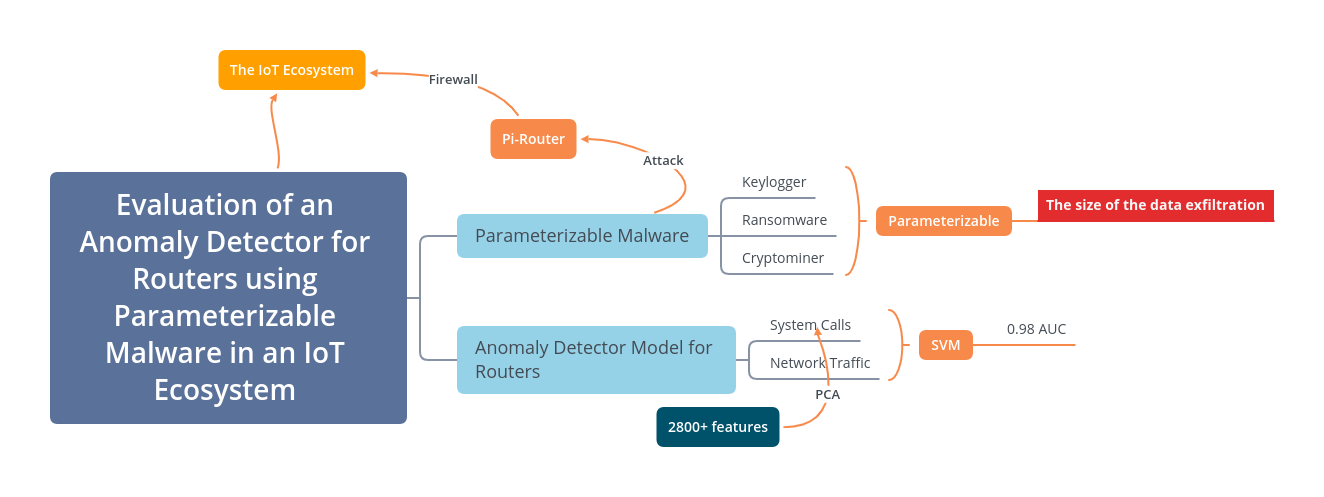 The IoT Ecosystem
Firewall
Pi-Router
Attack
Evaluation of an
Anomaly Detector for
Routers using
Parameterizable
Malware in an IoT
Ecosystem
Parameterizable Malware
Keylogger
Ransomware
Cryptominer
Parameterizable
The size of the data exfiltration
Anomaly Detector Model for
Routers
System Calls
Network Traffic
SVM
0.98 AUC
PCA
2800+ features